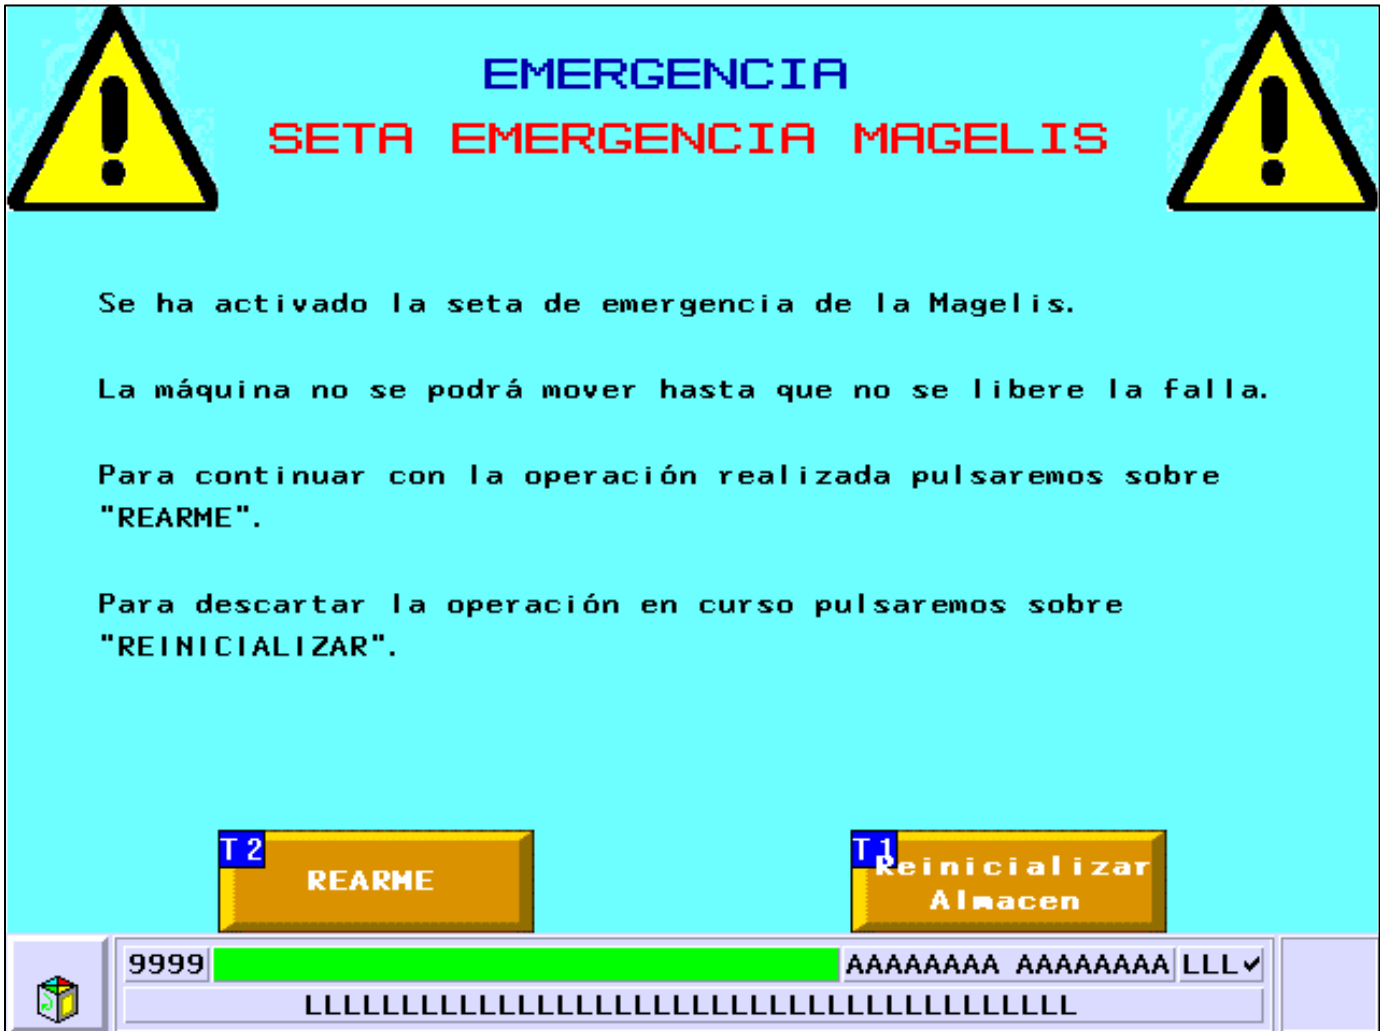 EMERGENCIA
SETA EMERGENCIA MAGELIS
Se ha activado la seta de emergencia de la Magelis.
La máquina no se podrá mover hasta que no se libere la falla.
Para continuar con la operación realizada pulsaremos sobre
"REARME".
Para descartar la operación en curso pulsaremos sobre
"REINICIALIZAR".
T2
REARME
T1
Reinicializar
Almacen
9999
AAAAAAAA AAAAAAAA
LLL
LLLLLLLLLLLLLLLLLLLLLLLLLLLLLLLLLLLLLLLL